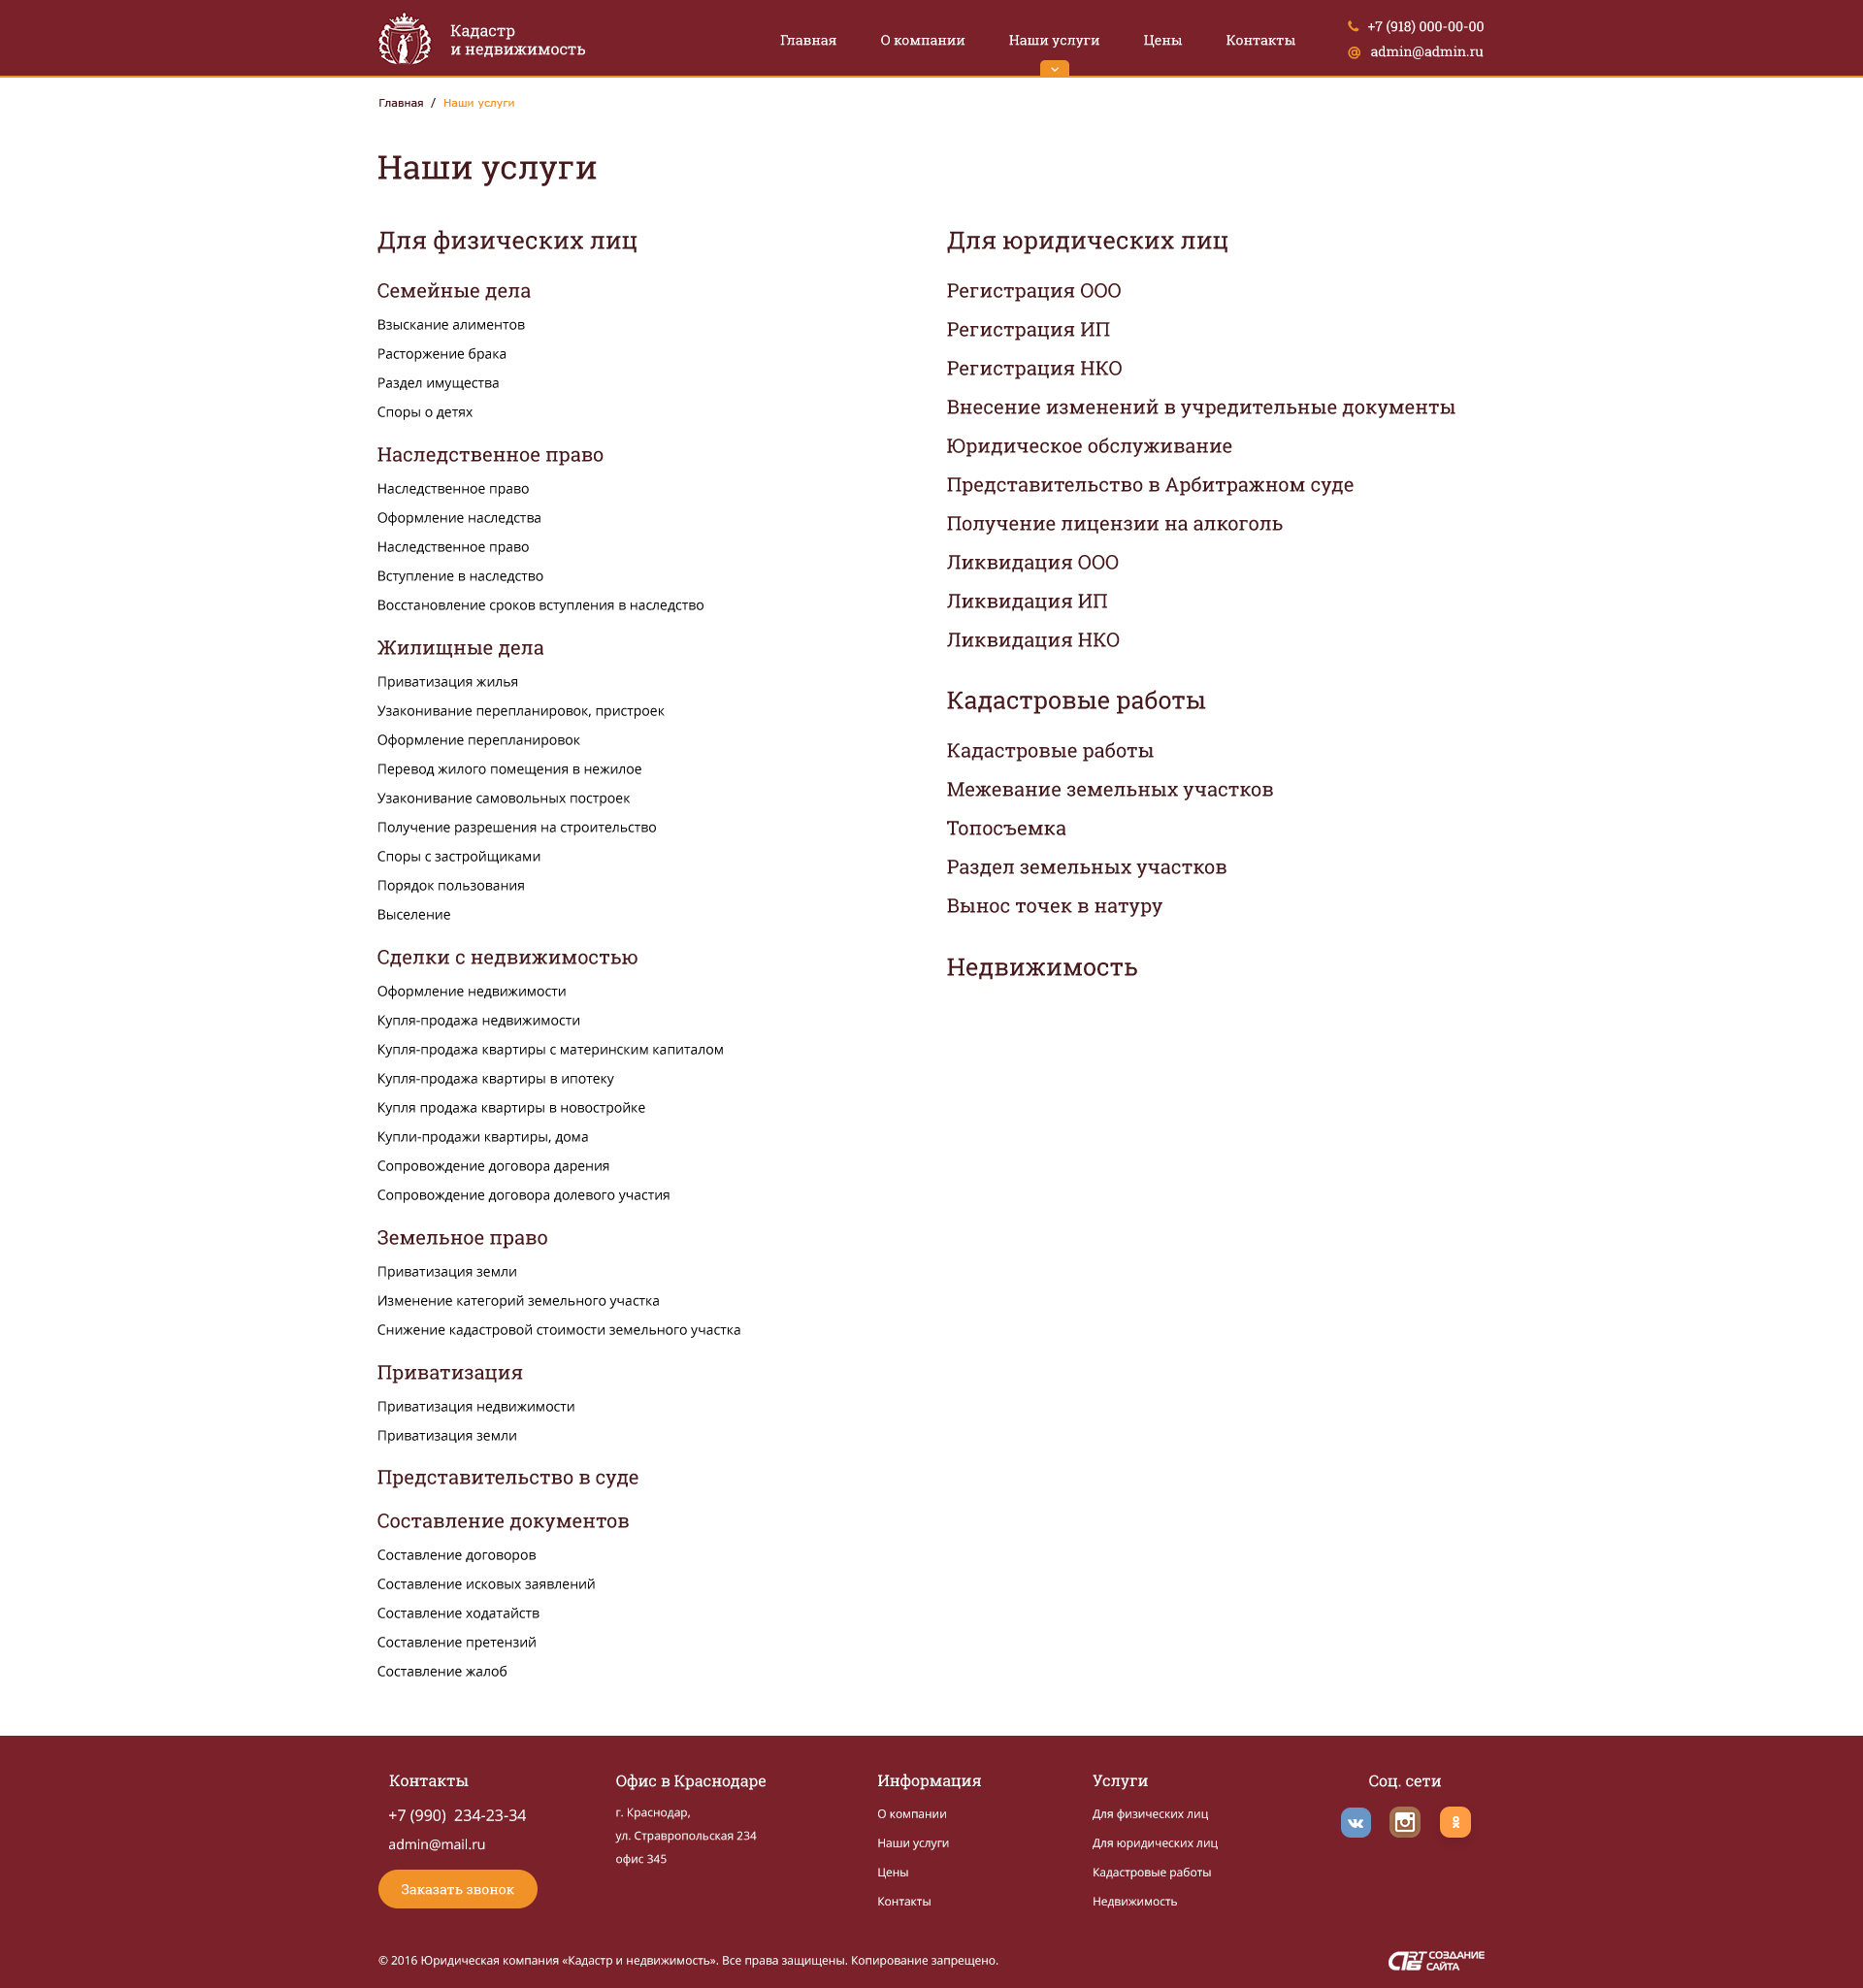 Кадастр
и недвижимость
Главная
О компании
Наши услуги
Цены
Контакты
+7 (918) 000-00-00
admin@admin.ru
Главная / Наши услуги
Наши услуги
Для физических лиц
Семейные дела
Взыскание алиментов
Расторжение брака
Раздел имущества
Споры о детях
Наследственное право
Наследственное право
Оформление наследства
Наследственное право
Вступление в наследство
Восстановление сроков вступления в наследство
Жилищные дела
Приватизация жилья
Узаконивание перепланировок, пристроек
Оформление перепланировок
Перевод жилого помещения в нежилое
Узаконивание самовольных построек
Получение разрешения на строительство
Споры с застройщиками
Порядок пользования
Выселение
Сделки с недвижимостью
Оформление недвижимости
Купля-продажа недвижимости
Купля-продажа квартиры с материнским капиталом
Купля-продажа квартиры в ипотеку
Купля продажа квартиры в новостройке
Купли-продажи квартиры, дома
Сопровождение договора дарения
Сопровождение договора долевого участия
Земельное право
Приватизация земли
Изменение категорий земельного участка
Снижение кадастровой стоимости земельного участка
Приватизация
Приватизация недвижимости
Приватизация земли
Представительство в суде
Составление документов
Составление договоров
Составление исковых заявлений
Составление ходатайств
Составление претензий
Составление жалоб
Для юридических лиц
Регистрация ООО
Регистрация ИП
Регистрация НКО
Внесение изменений в учредительные документы
Юридическое обслуживание
Представительство в Арбитражном суде
Получение лицензии на алкоголь
Ликвидация ООО
Ликвидация ИП
Ликвидация НКО
Кадастровые работы
Кадастровые работы
Межевание земельных участков
Топосъемка
Раздел земельных участков
Вынос точек в натуру
Недвижимость
Контакты
+7 (990) 234-23-34
admin@mail.ru
Заказать звонок
Офис в Краснодаре
г. Краснодар,
ул. Стравропольская 234
офис 345
Информация
О компании
Наши услуги
Цены
Контакты
Услуги
Для физических лиц
Для юридических лиц
Кадастровые работы
Недвижимость
Соц. сети
© 2016 Юридическая компания «Кадастр и недвижимость». Все права защищены. Копирование запрещено.
СОЗДАНИЕ
САЙТА